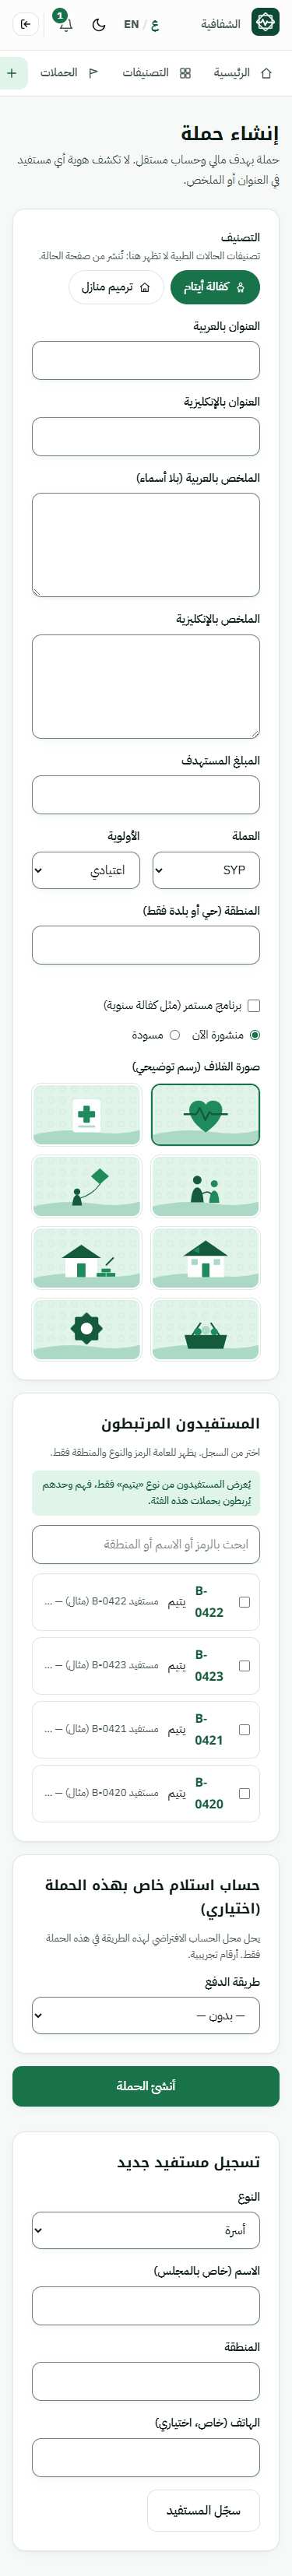 الشفافية
ع / EN
1
الرئيسية
التصنيفات
الحملات
+
إنشاء حملة
حملة بهدف مالي وحساب مستقل. لا تكشف هوية أي مستفيد
في العنوان أو الملخص.
التصنيف
تصنيفات الحالات الطبية لا تظهر هنا: تُنشر من صفحة الحالة.
كفالة أيتام
ترميم منازل
العنوان بالعربية
العنوان بالإنكليزية
الملخص بالعربية (بلا أسماء)
الملخص بالإنكليزية
المبلغ المستهدف
العملة
الأولوية
SYP
اعتيادي
المنطقة (حي أو بلدة فقط)
برنامج مستمر (مثل كفالة سنوية)
منشورة الآن
مسودة
صورة الغلاف (رسم توضيحي)
المستفيدون المرتبطون
اختر من السجل. يظهر للعامة الرمز والنوع والمنطقة فقط.
يُعرض المستفيدون من نوع «يتيم» فقط، فهم وحدهم
يُربطون بحملات هذه الفئة.
ابحث بالرمز أو الاسم أو المنطقة
B-0422 يتيم مستفيد B-0422 (مثال) — ...
B-0423 يتيم مستفيد B-0423 (مثال) — ...
B-0421 يتيم مستفيد B-0421 (مثال) — ...
B-0420 يتيم مستفيد B-0420 (مثال) — ...
حساب استلام خاص بهذه الحملة
(اختياري)
يحل محل الحساب الافتراضي لهذه الطريقة في هذه الحملة
فقط. أرقام تجريبية.
طريقة الدفع
— بدون —
أنشئ الحملة
تسجيل مستفيد جديد
النوع
أسرة
الاسم (خاص بالمجلس)
المنطقة
الهاتف (خاص، اختياري)
سجّل المستفيد